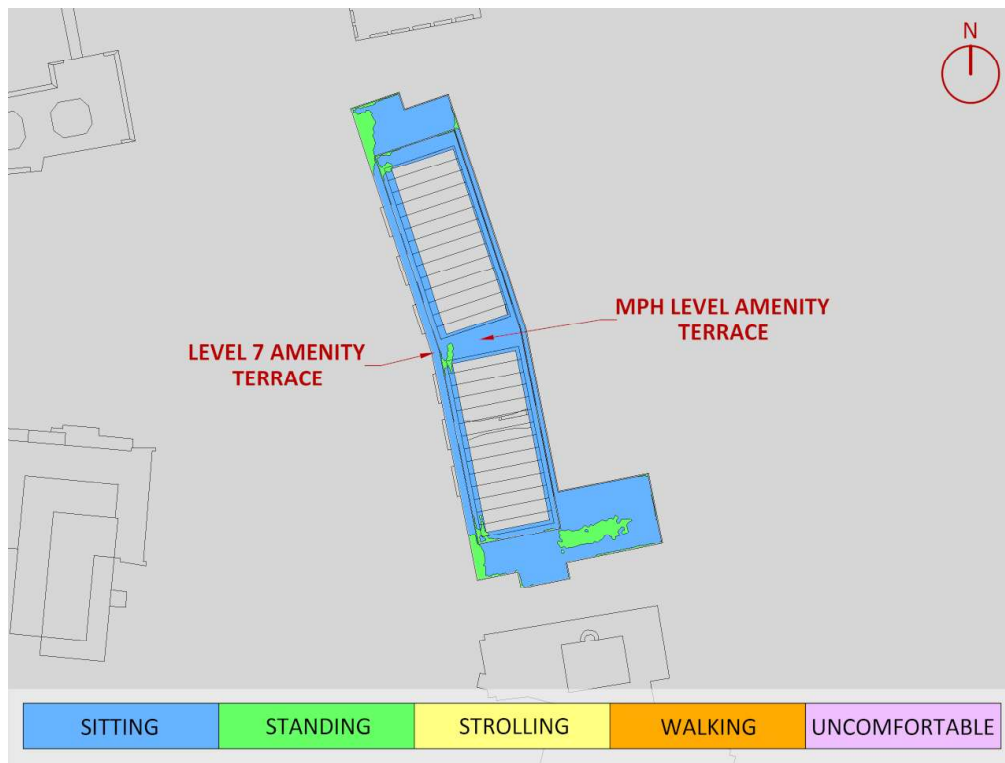 N
MPH LEVEL AMENITY
TERRACE
LEVEL 7 AMENITY
TERRACE
SITTING
STANDING
STROLLING
WALKING
UNCOMFORTABLE